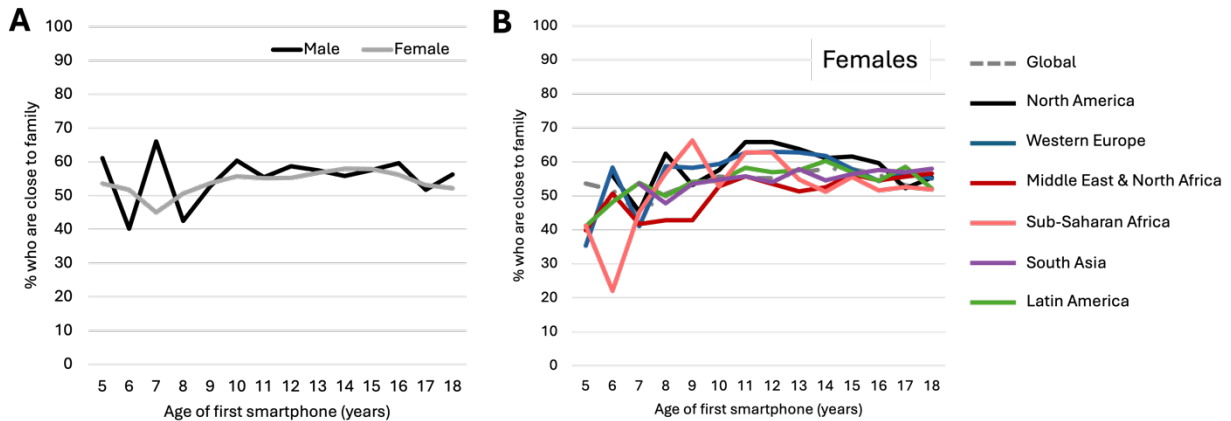 A
Male Female
% who are close to family
100
90
80
70
60
50
40
30
20
10
0
5 6 7 8 9 10 11 12 13 14 15 16 17 18
Age of first smartphone (years)
B
Females
% who are close to family
100
90
80
70
60
50
40
30
20
10
0
5 6 7 8 9 10 11 12 13 14 15 16 17 18
Age of first smartphone (years)
Global
North America
Western Europe
Middle East & North Africa
Sub-Saharan Africa
South Asia
Latin America